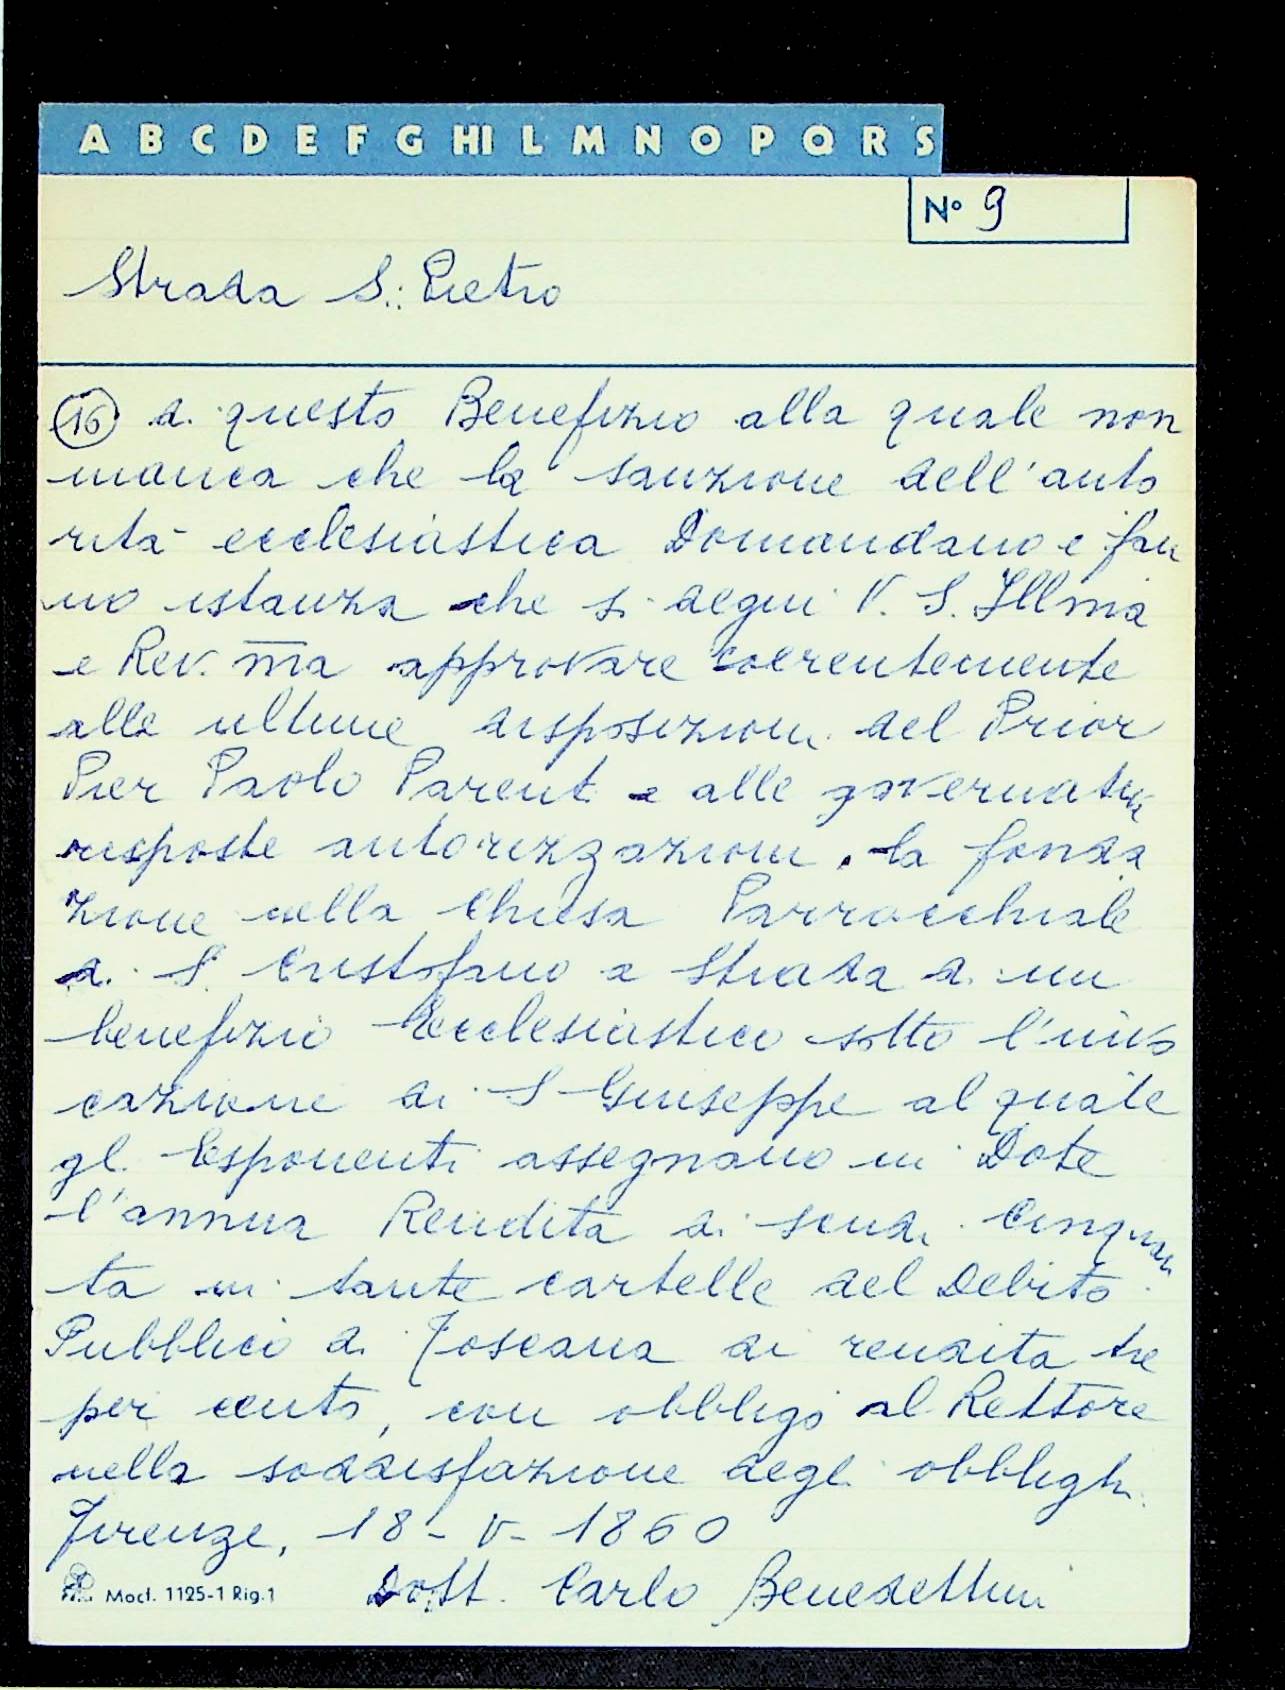 A B C D E F G HI L M N O P Q R S
N° 9
Strada S. Pietro
16 di questo Benefizio alla quale non
manca che la sanzione dell'auto
rità ecclesiastica Domandano e fan
no istanza che si degni V. S. Illma
e Rev. ma approvare coerentemente
alle ultime disposizioni del Prior
Pier Paolo Parenti e alle governative
risposte autorizzazioni, la fonda
zione nella Chiesa Parrocchiale
di S. Cristofano a Strada di un
benefizio Ecclesiastico sotto l'invo
cazione di S Giuseppe al quale
gli Esponenti assegnano in Dote
l'annua Rendita di scudi Cinquan
ta in tante cartelle del Debito
Pubblico di Toscana di rendita tre
per cento, con obbligo al Rettore
nella soddisfazione degli obblighi.
Firenze, 18 - V - 1860
Mod. 1125-1 Rig.1 Dott. Carlo Benedettini